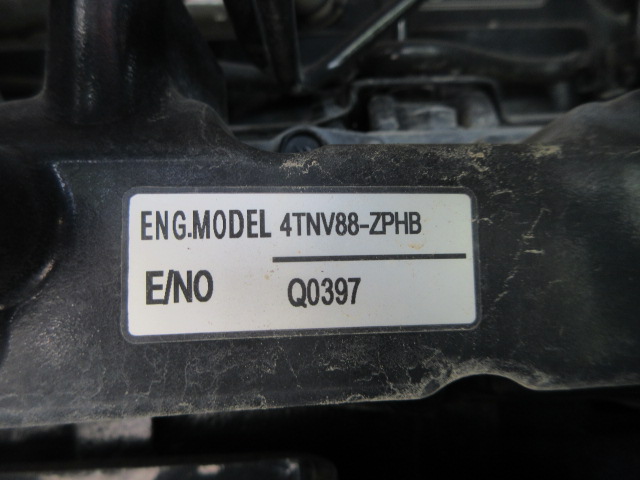 ENG.MODEL 4TNV88-ZPHB
E/NO Q0397